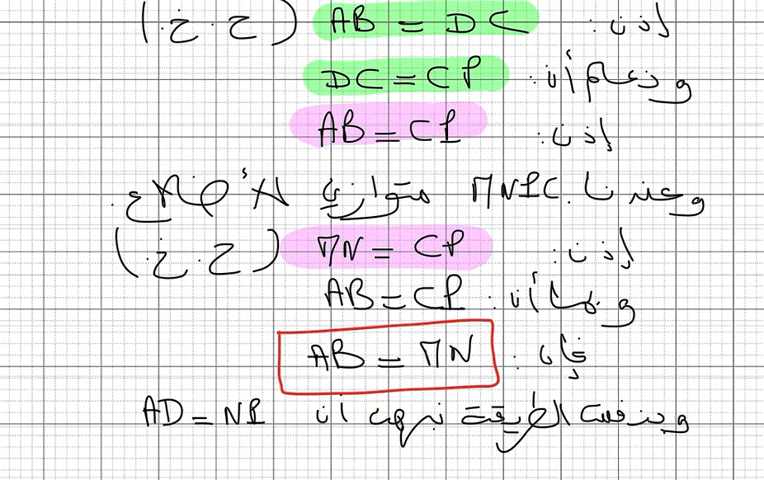 إذن: AB = DC (ح.خ)
ونعلم أن: DC = CP
إذن: AB = CP
وعندنا MNPC متوازي الأضلاع.
إذن: MN = CP (ح.خ)
وبما أن: AB = CP
فإن: AB = MN
وبنفس الطريقة نبرهن أن AD = NP